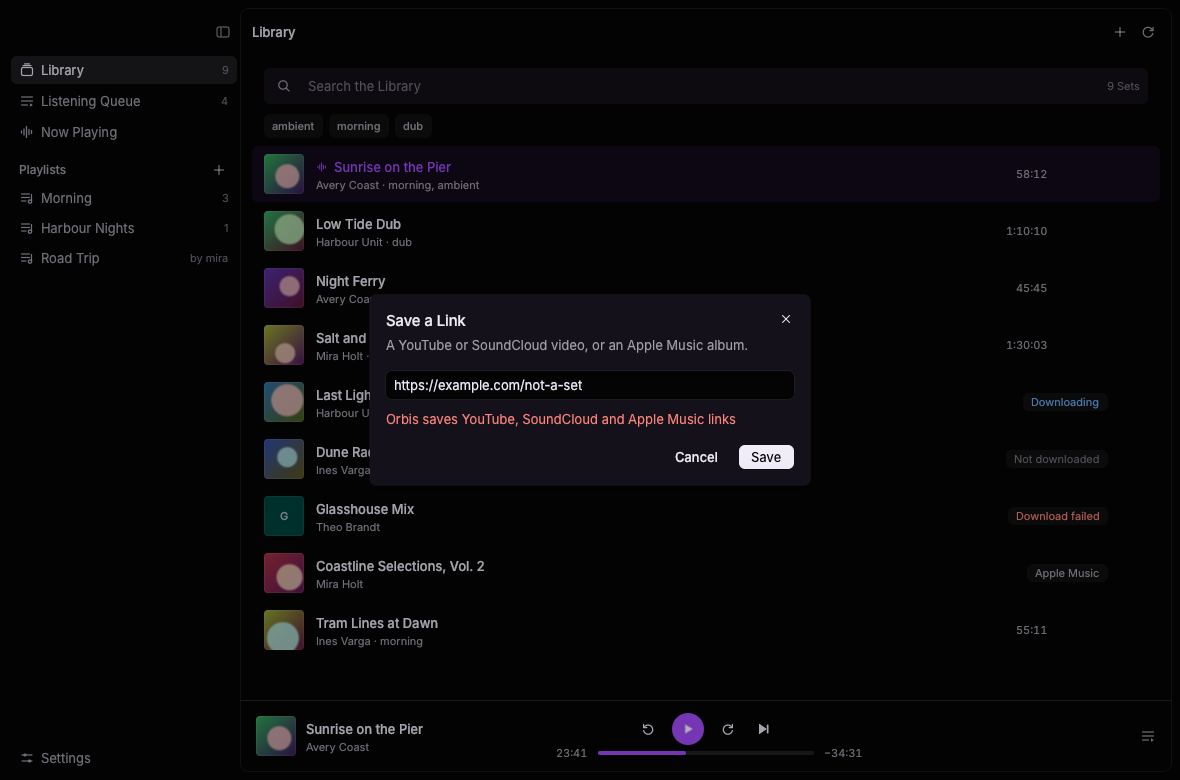 Library
Library 9
Listening Queue 4
Now Playing
Playlists
Morning 3
Harbour Nights 1
Road Trip by mira
Settings
Search the Library 9 Sets
ambient morning dub
Sunrise on the Pier
Avery Coast · morning, ambient
58:12
Low Tide Dub
Harbour Unit · dub
1:10:10
Night Ferry
Avery Coa
45:45
Salt and
Mira Holt ·
1:30:03
Last Ligh
Harbour U
Downloading
Dune Ra
Ines Varga
Not downloaded
G
Glasshouse Mix
Theo Brandt
Download failed
Coastline Selections, Vol. 2
Mira Holt
Apple Music
Tram Lines at Dawn
Ines Varga · morning
55:11
Save a Link
A YouTube or SoundCloud video, or an Apple Music album.
https://example.com/not-a-set
Orbis saves YouTube, SoundCloud and Apple Music links
Cancel Save
Sunrise on the Pier
Avery Coast
23:41 −34:31